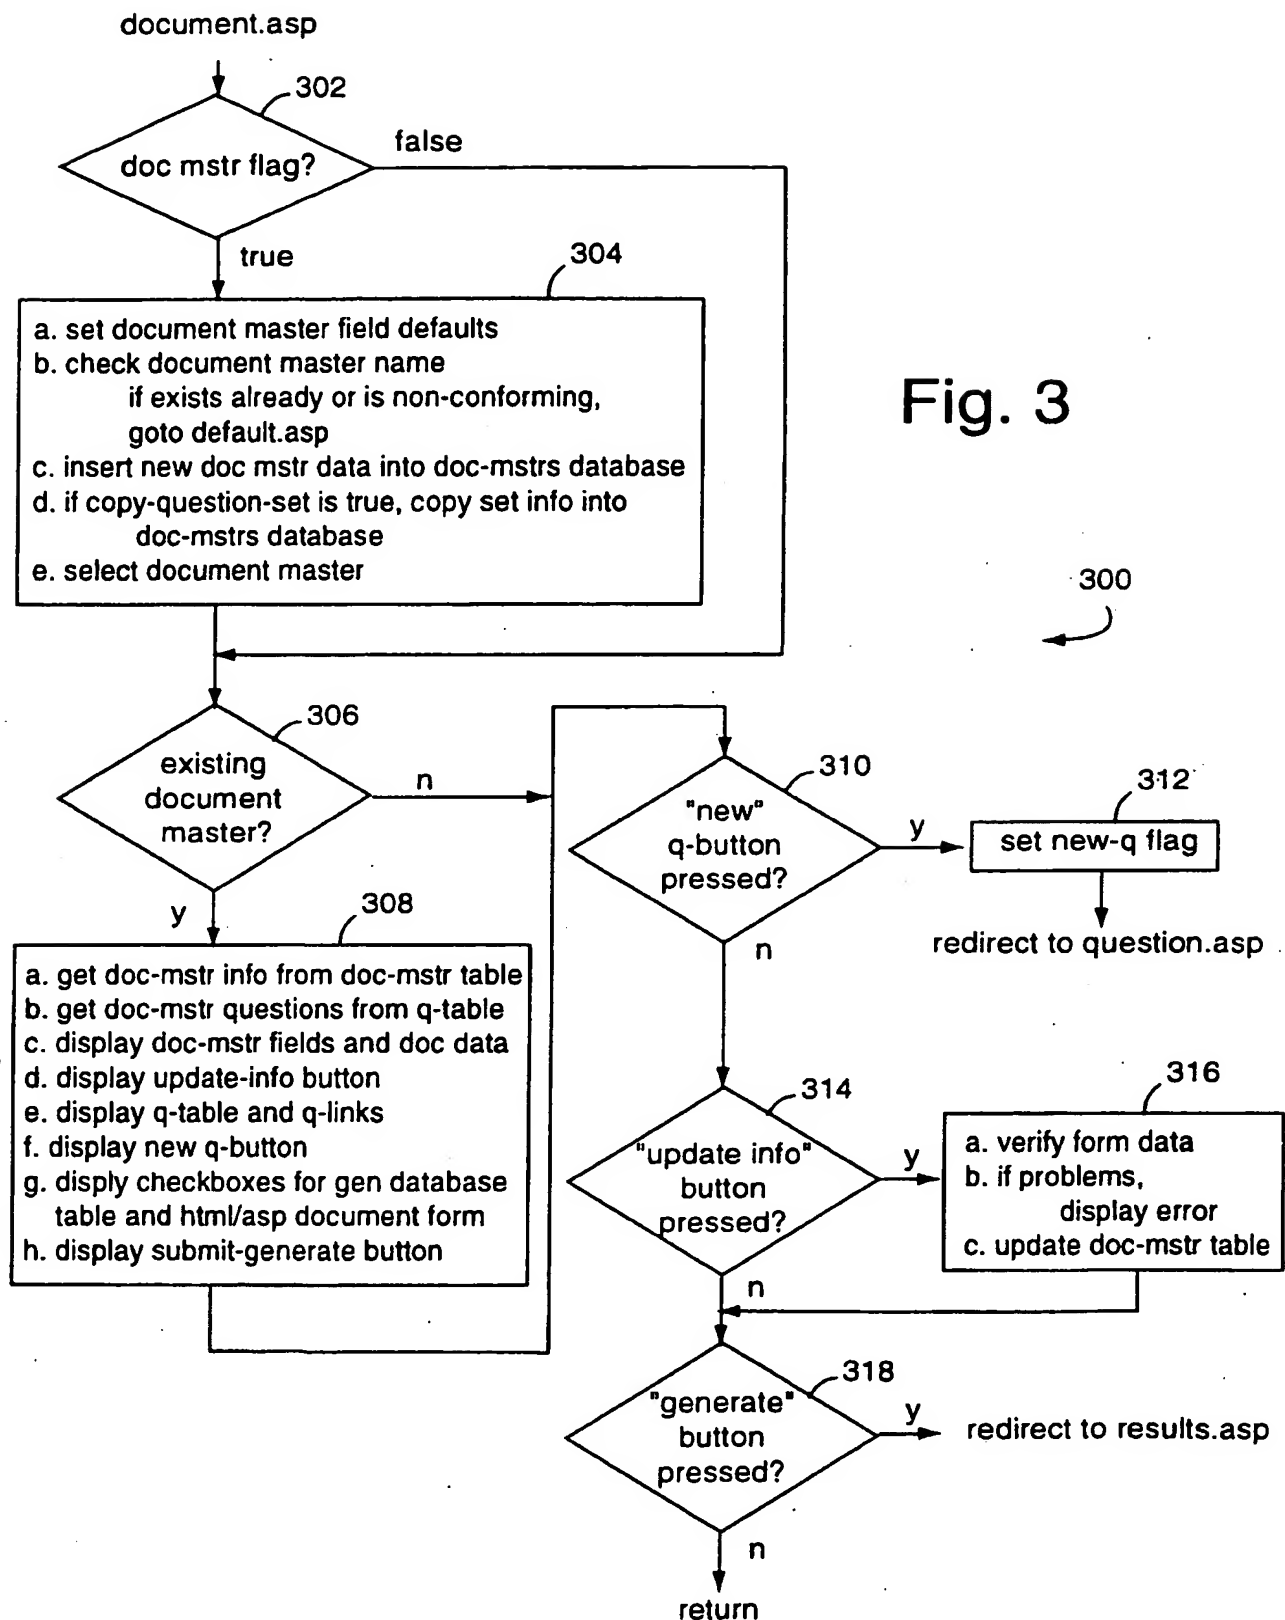 document.asp
302
doc mstr flag?
false
true
304
a. set document master field defaults
b. check document master name
if exists already or is non-conforming,
goto default.asp
c. insert new doc mstr data into doc-mstrs database
d. if copy-question-set is true, copy set info into
doc-mstrs database
e. select document master
Fig. 3
300
306
existing
document
master?
n
y
308
a. get doc-mstr info from doc-mstr table
b. get doc-mstr questions from q-table
c. display doc-mstr fields and doc data
d. display update-info button
e. display q-table and q-links
f. display new q-button
g. disply checkboxes for gen database
table and html/asp document form
h. display submit-generate button
310
"new"
q-button
pressed?
y
312
set new-q flag
redirect to question.asp
n
314
"update info"
button
pressed?
y
316
a. verify form data
b. if problems,
display error
c. update doc-mstr table
n
318
"generate"
button
pressed?
y
redirect to results.asp
n
return